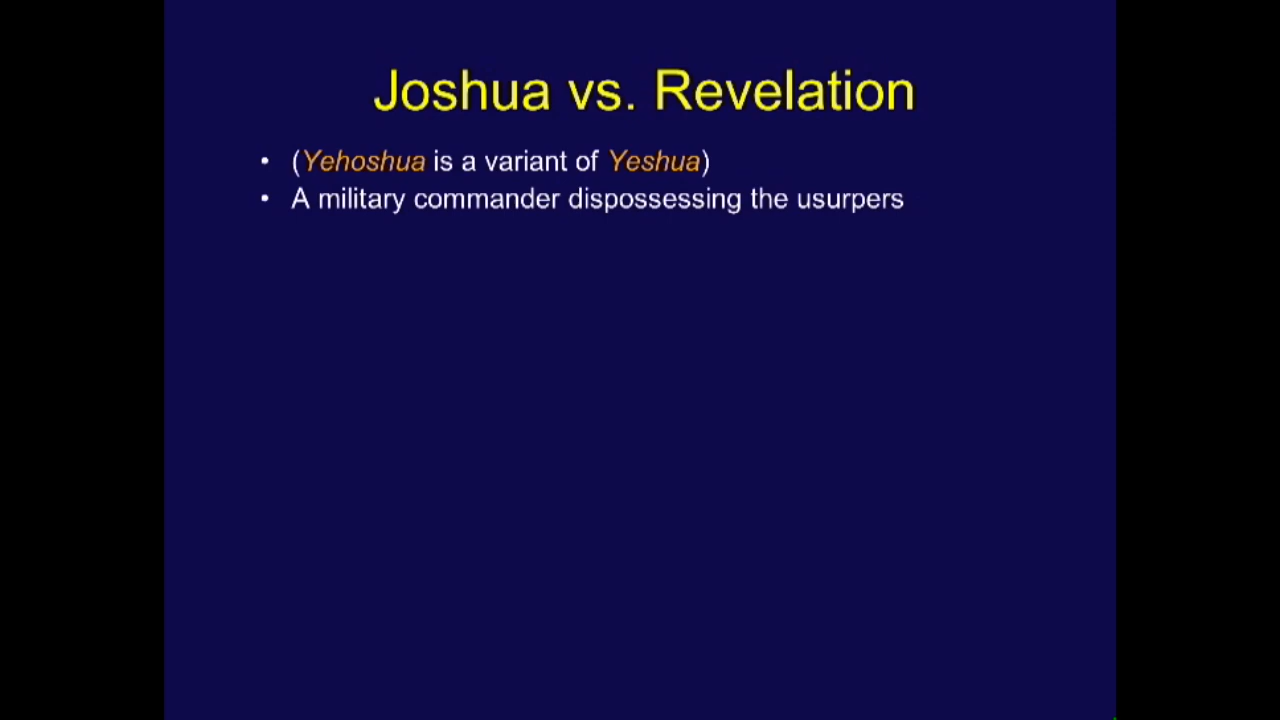 Joshua vs. Revelation
• (Yehoshua is a variant of Yeshua)
• A military commander dispossessing the usurpers